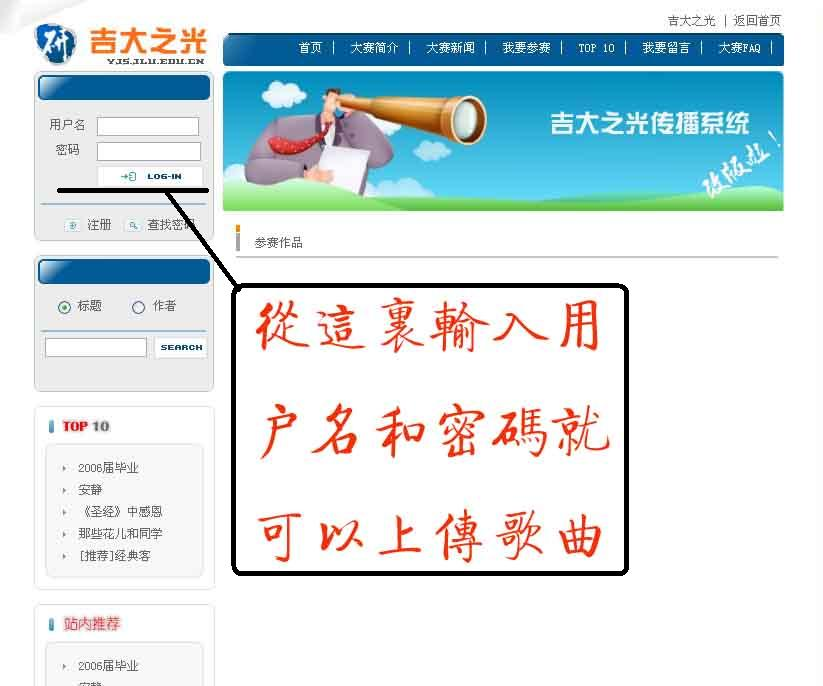 吉大之光 | 返回首页
研 吉大之光
YJS.JLU.EDU.CN
首页 | 大赛简介 | 大赛新闻 | 我要参赛 | TOP 10 | 我要留言 | 大赛FAQ |
吉大之光传播系统
改版啦！
用户名
密码
LOG-IN
注册 查找密码
参赛作品
標题 作者
SEARCH
從這裏輸入用
户名和密碼就
可以上傳歌曲
TOP 10
2006届毕业
安静
《圣经》中感恩
那些花儿和同学
[推荐]经典客
站内推荐
2006届毕业